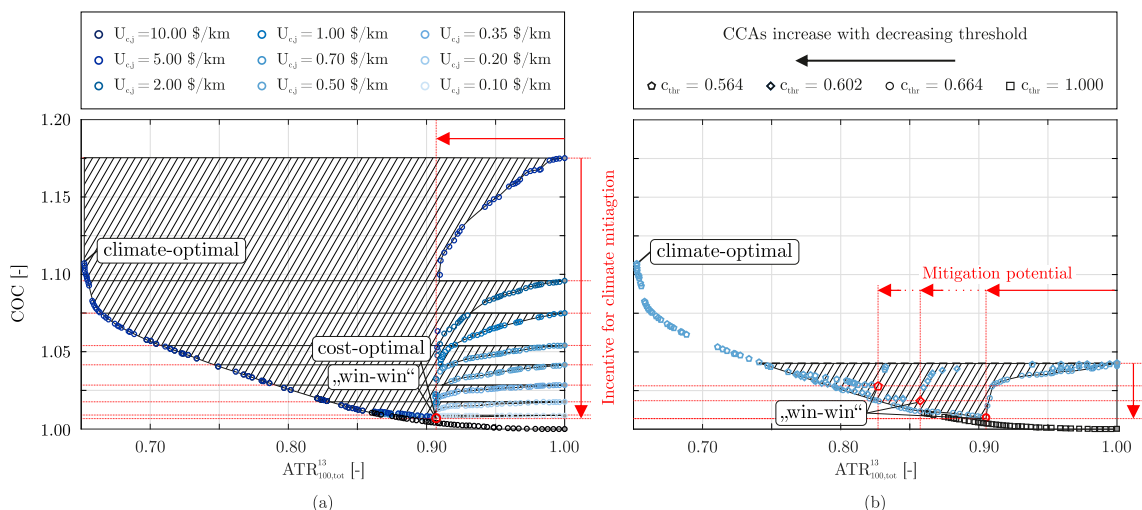 U_c,j =10.00 $/km
U_c,j =1.00 $/km
U_c,j =0.35 $/km
U_c,j =5.00 $/km
U_c,j =0.70 $/km
U_c,j =0.20 $/km
U_c,j =2.00 $/km
U_c,j =0.50 $/km
U_c,j =0.10 $/km
1.20
1.15
1.10
1.05
1.00
COC [-]
climate-optimal
cost-optimal
„win-win“
0.70
0.80
0.90
1.00
ATR¹³₁₀₀,tot [-]
(a)
Incentive for climate mitiagtion
CCAs increase with decreasing threshold
c_thr = 0.564
c_thr = 0.602
c_thr = 0.664
c_thr = 1.000
climate-optimal
Mitigation potential
„win-win“
0.70
0.80
0.90
1.00
ATR¹³₁₀₀,tot [-]
(b)